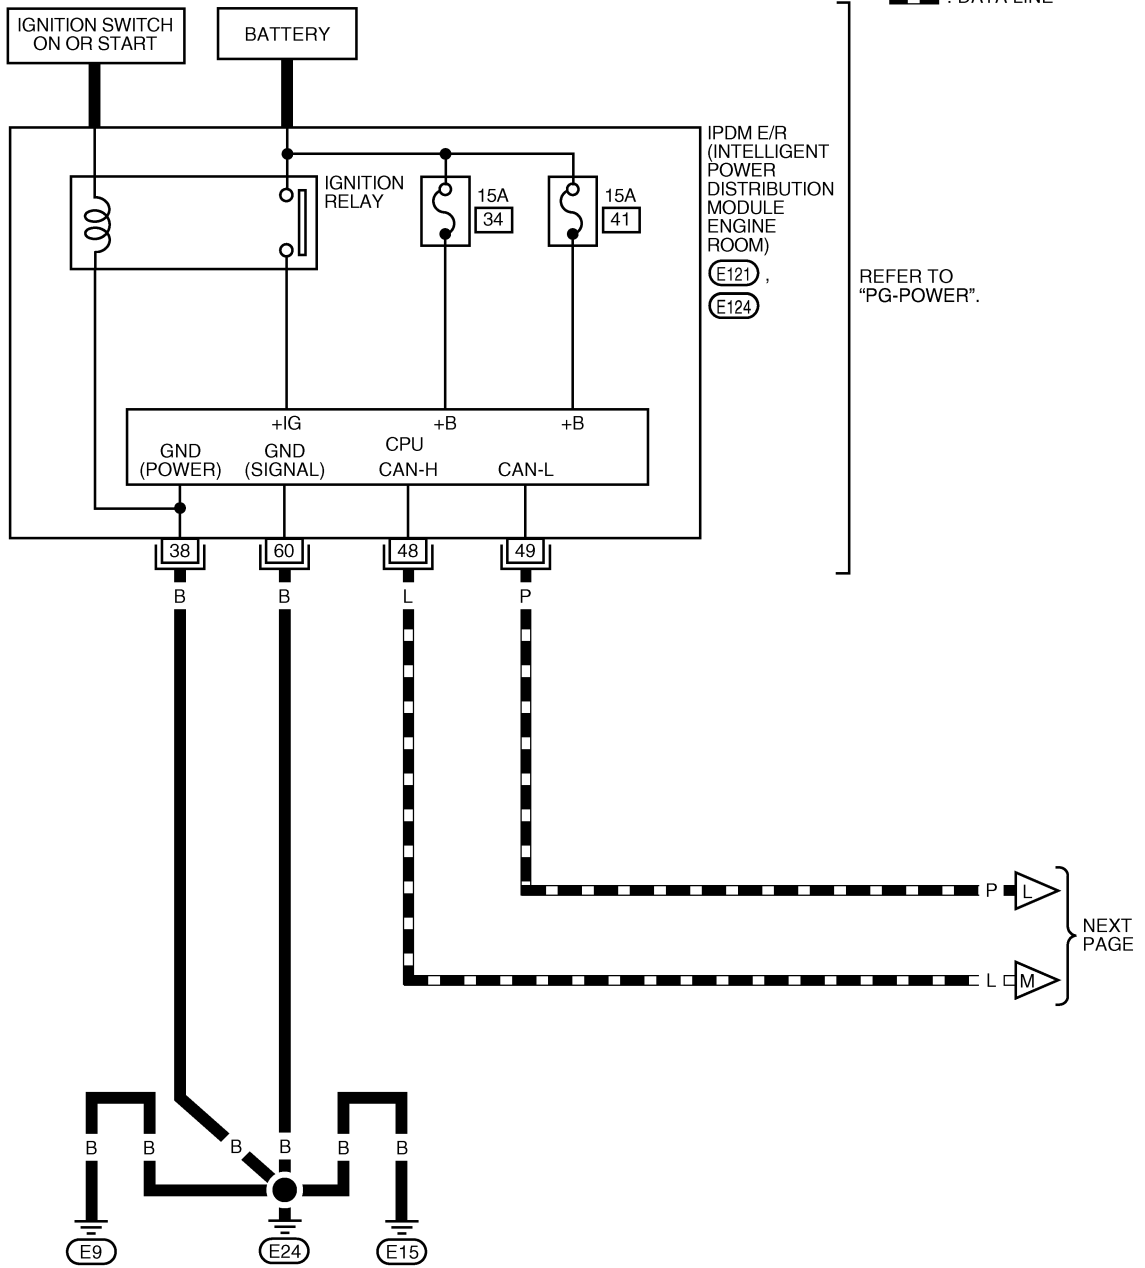 : DATA LINE
IGNITION SWITCH
ON OR START
BATTERY
IPDM E/R
(INTELLIGENT
POWER
DISTRIBUTION
MODULE
ENGINE
ROOM)
E121 ,
E124
IGNITION
RELAY
15A
34
15A
41
REFER TO
“PG-POWER”.
+IG
+B
+B
CPU
GND
(POWER)
GND
(SIGNAL)
CAN-H
CAN-L
38
60
48
49
B
B
L
P
P
L
NEXT
PAGE
L
M
B
B
B
B
B
B
E9
E24
E15